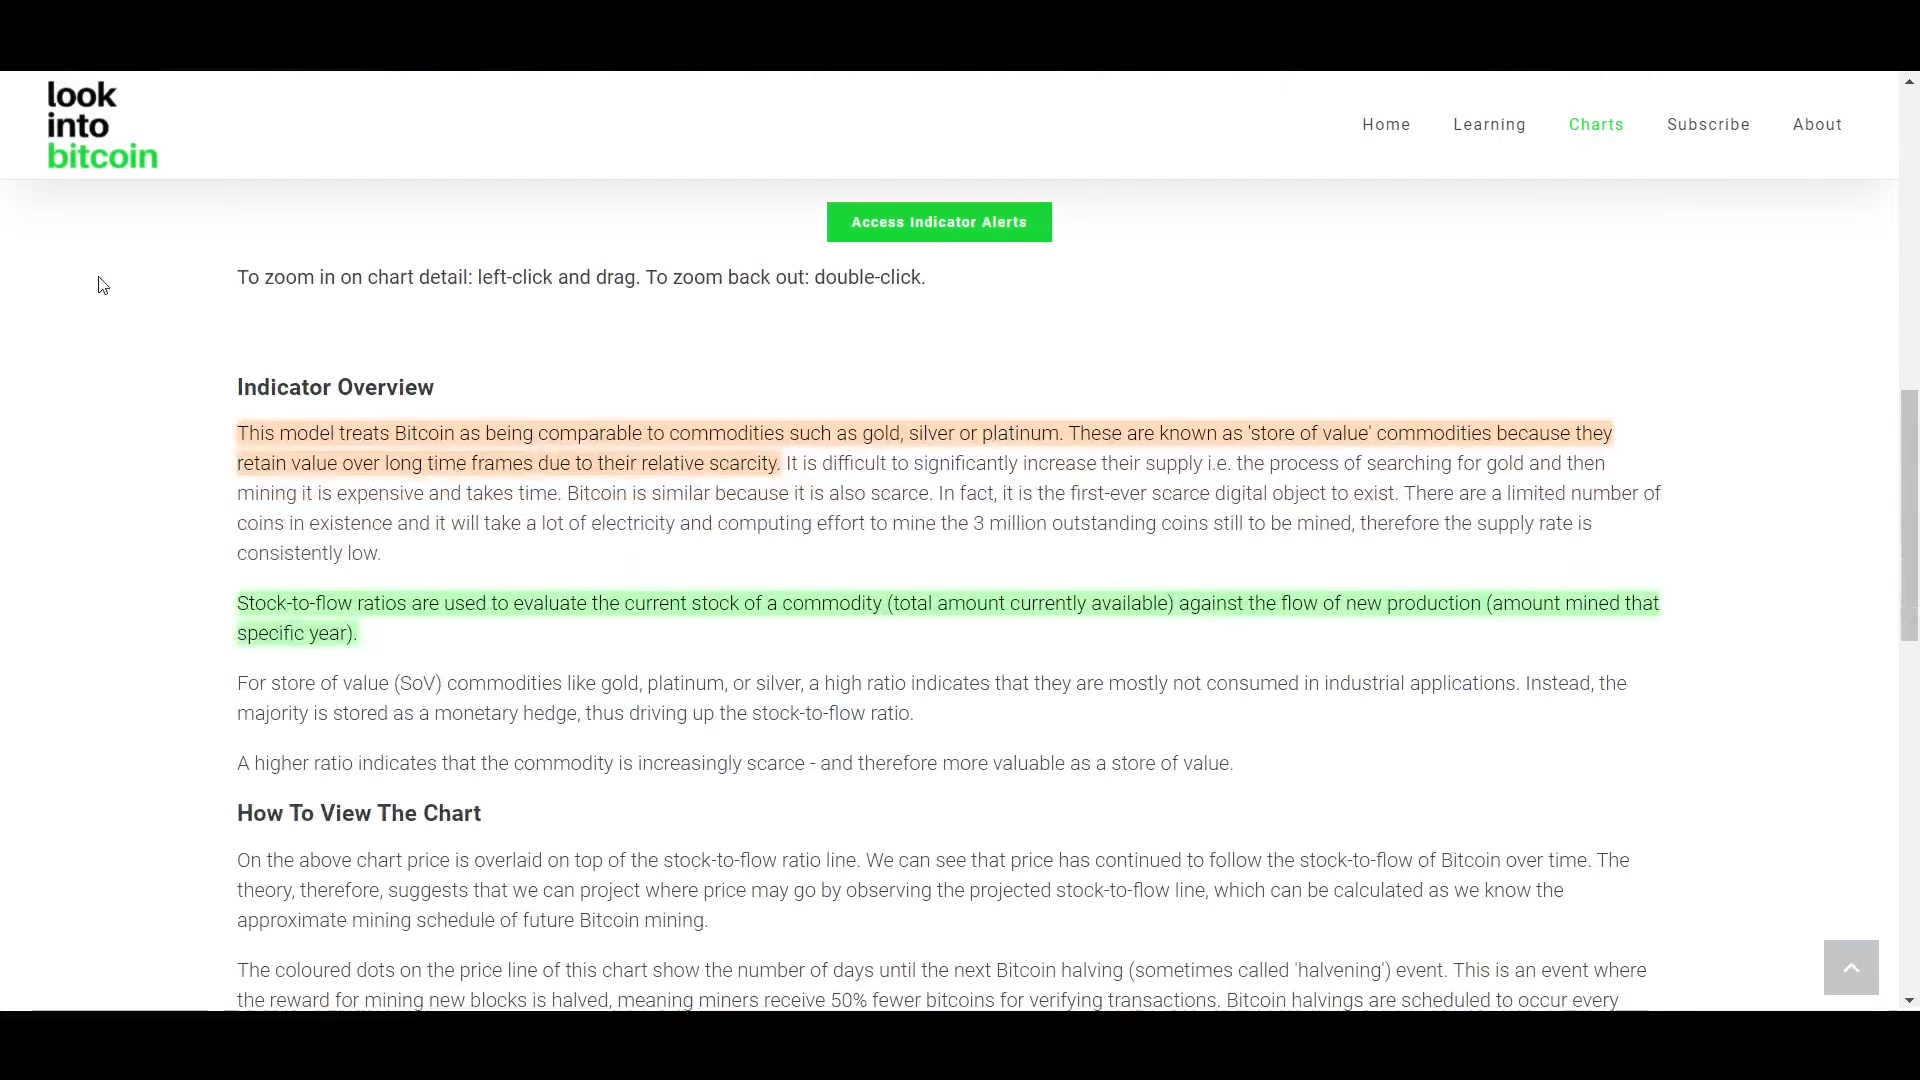 look
into
bitcoin
Home Learning Charts Subscribe About
Access Indicator Alerts
To zoom in on chart detail: left-click and drag. To zoom back out: double-click.
Indicator Overview
This model treats Bitcoin as being comparable to commodities such as gold, silver or platinum. These are known as 'store of value' commodities because they
retain value over long time frames due to their relative scarcity. It is difficult to significantly increase their supply i.e. the process of searching for gold and then
mining it is expensive and takes time. Bitcoin is similar because it is also scarce. In fact, it is the first-ever scarce digital object to exist. There are a limited number of
coins in existence and it will take a lot of electricity and computing effort to mine the 3 million outstanding coins still to be mined, therefore the supply rate is
consistently low.
Stock-to-flow ratios are used to evaluate the current stock of a commodity (total amount currently available) against the flow of new production (amount mined that
specific year).
For store of value (SoV) commodities like gold, platinum, or silver, a high ratio indicates that they are mostly not consumed in industrial applications. Instead, the
majority is stored as a monetary hedge, thus driving up the stock-to-flow ratio.
A higher ratio indicates that the commodity is increasingly scarce - and therefore more valuable as a store of value.
How To View The Chart
On the above chart price is overlaid on top of the stock-to-flow ratio line. We can see that price has continued to follow the stock-to-flow of Bitcoin over time. The
theory, therefore, suggests that we can project where price may go by observing the projected stock-to-flow line, which can be calculated as we know the
approximate mining schedule of future Bitcoin mining.
The coloured dots on the price line of this chart show the number of days until the next Bitcoin halving (sometimes called 'halvening') event. This is an event where
the reward for mining new blocks is halved, meaning miners receive 50% fewer bitcoins for verifying transactions. Bitcoin halvings are scheduled to occur every